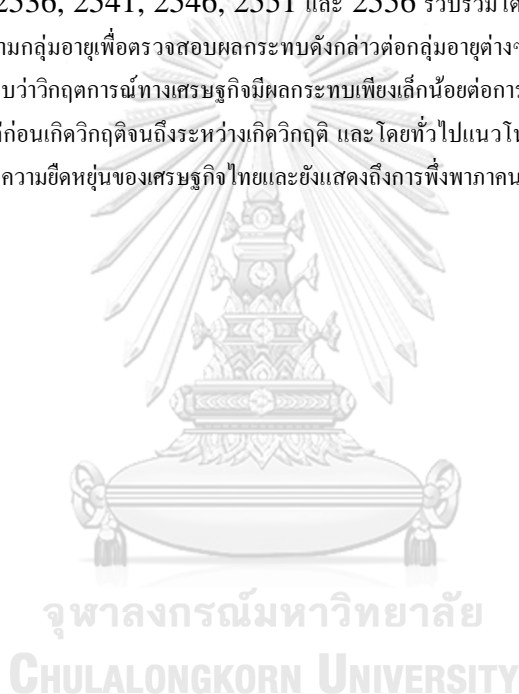 2536, 2541, 2546, 2551 และ 2556 รวบรวมโด
ามกลุ่มอายุเพื่อตรวจสอบผลกระทบดังกล่าวต่อกลุ่มอายุต่างๆ
บว่าวิกฤตการณ์ทางเศรษฐกิจมีผลกระทบเพียงเล็กน้อยต่อการ
ก่อนเกิดวิกฤติจนถึงระหว่างเกิดวิกฤติ และโดยทั่วไปแนวโน
ความยืดหยุ่นของเศรษฐกิจไทยและยังแสดงถึงการพึ่งพาภาคน
จุฬาลงกรณ์มหาวิทยาลัย
CHULALONGKORN UNIVERSITY